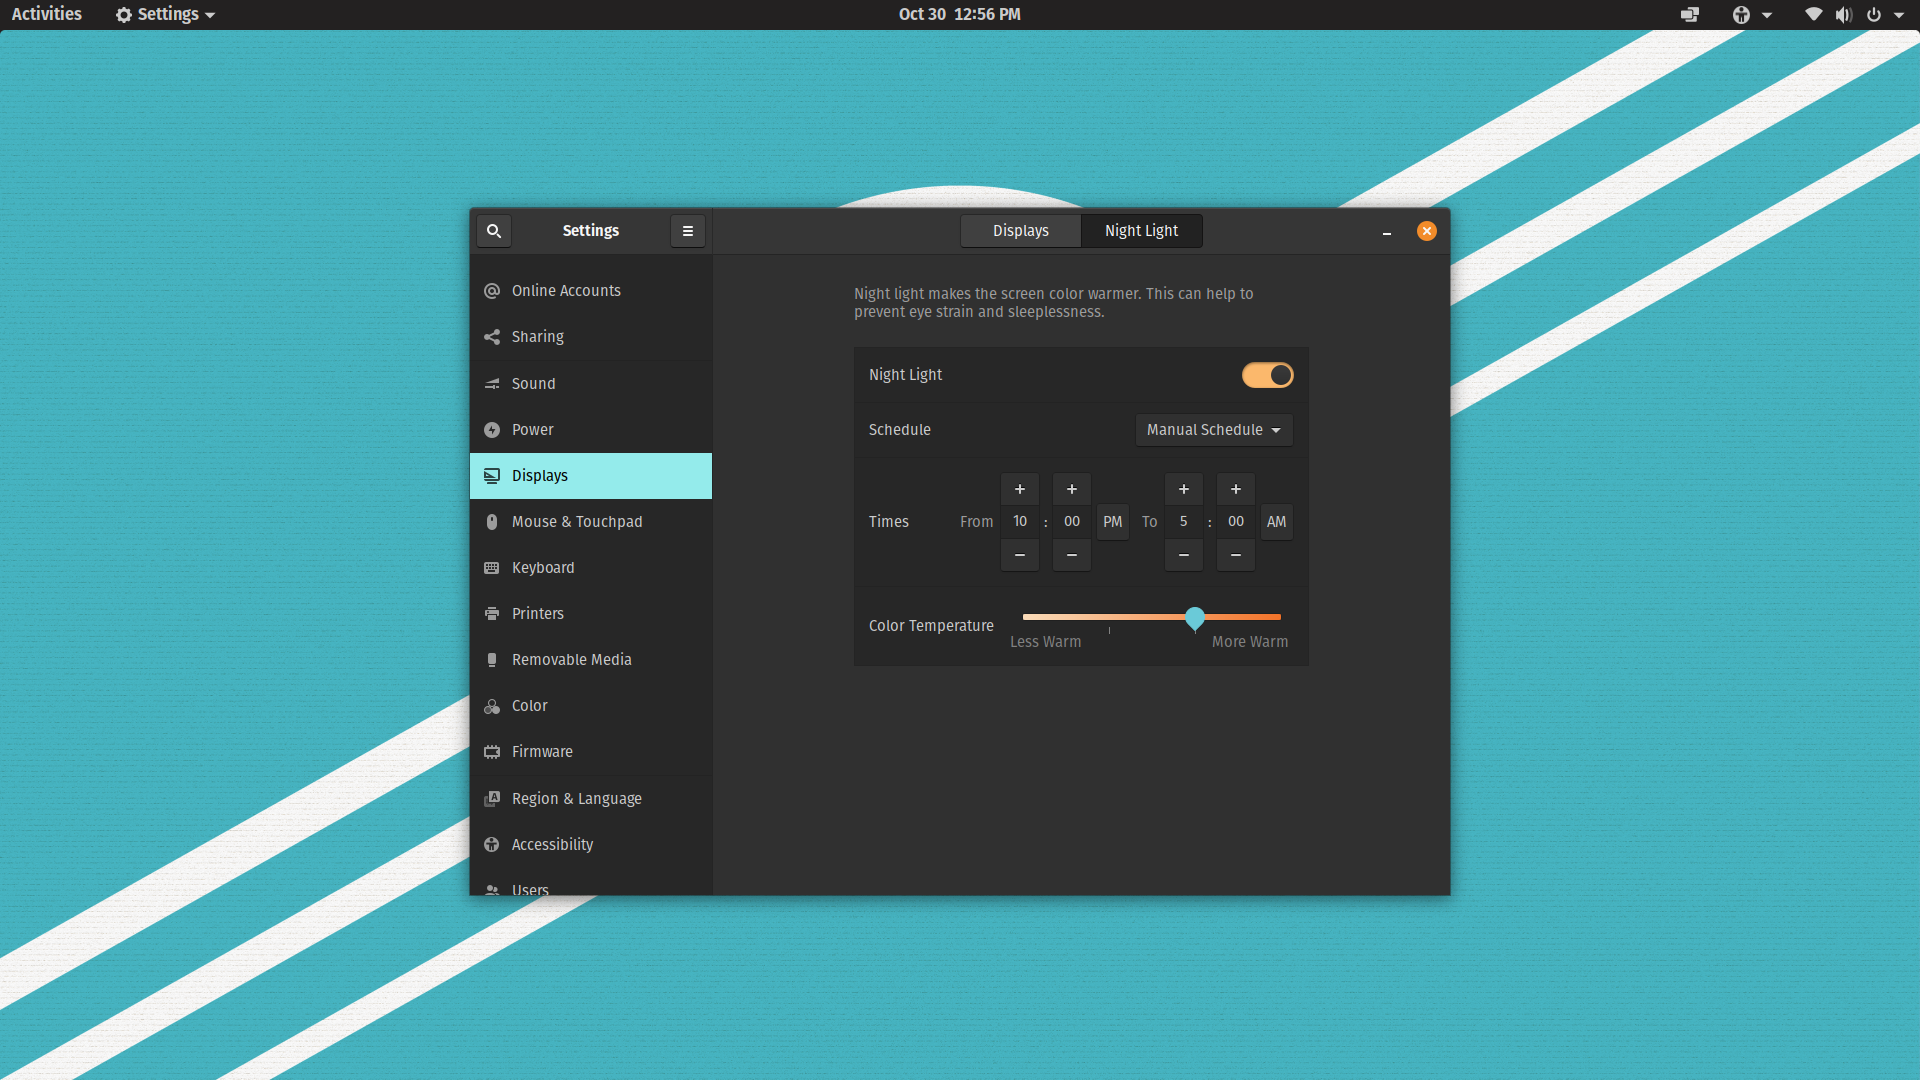 Activities Settings Oct 30 12:56 PM
Settings
Displays Night Light
Online Accounts
Sharing
Sound
Power
Displays
Mouse & Touchpad
Keyboard
Printers
Removable Media
Color
Firmware
Region & Language
Accessibility
Users
Night light makes the screen color warmer. This can help to
prevent eye strain and sleeplessness.
Night Light
Schedule Manual Schedule
+ + + +
Times From 10 : 00 PM To 5 : 00 AM
− − − −
Color Temperature
Less Warm More Warm